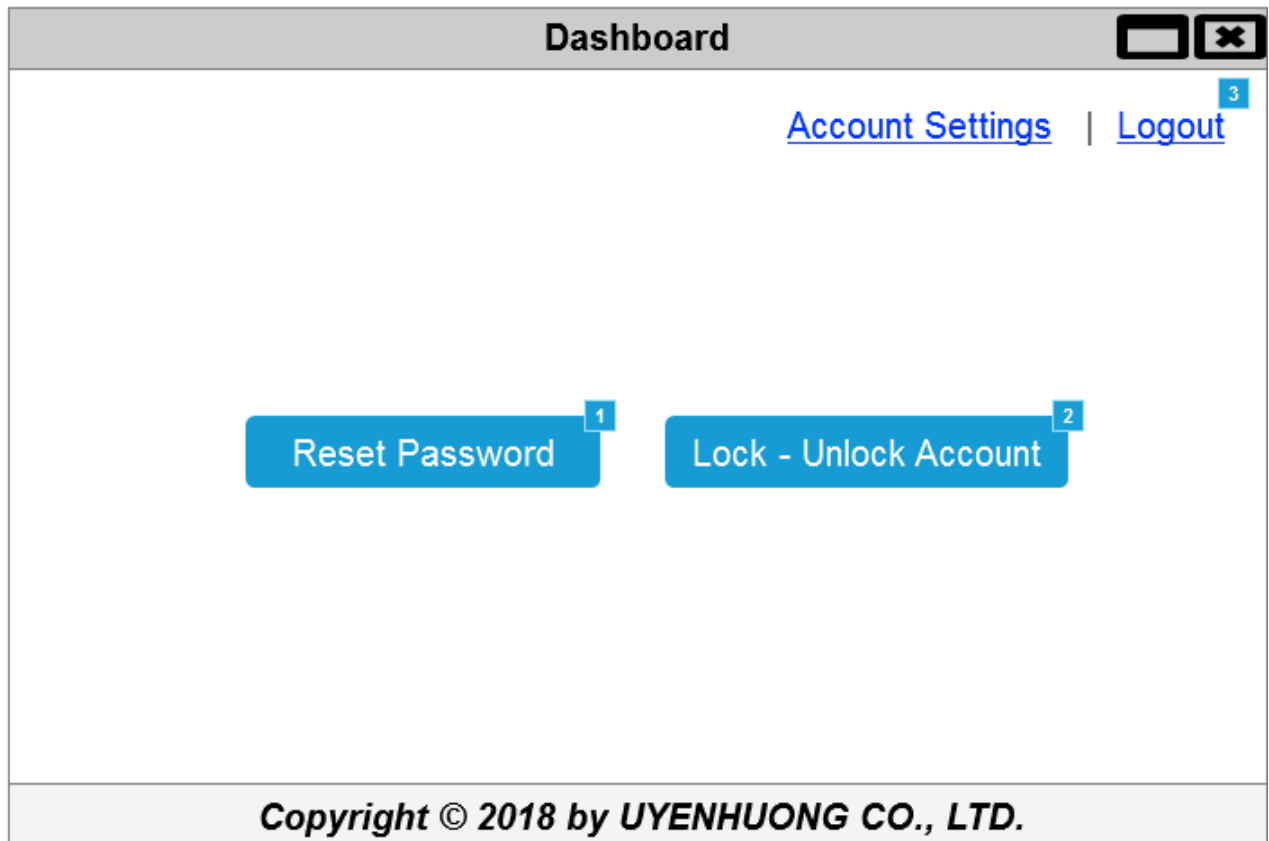 Dashboard
3
Account Settings | Logout
1 2
Reset Password Lock - Unlock Account
Copyright © 2018 by UYENHUONG CO., LTD.